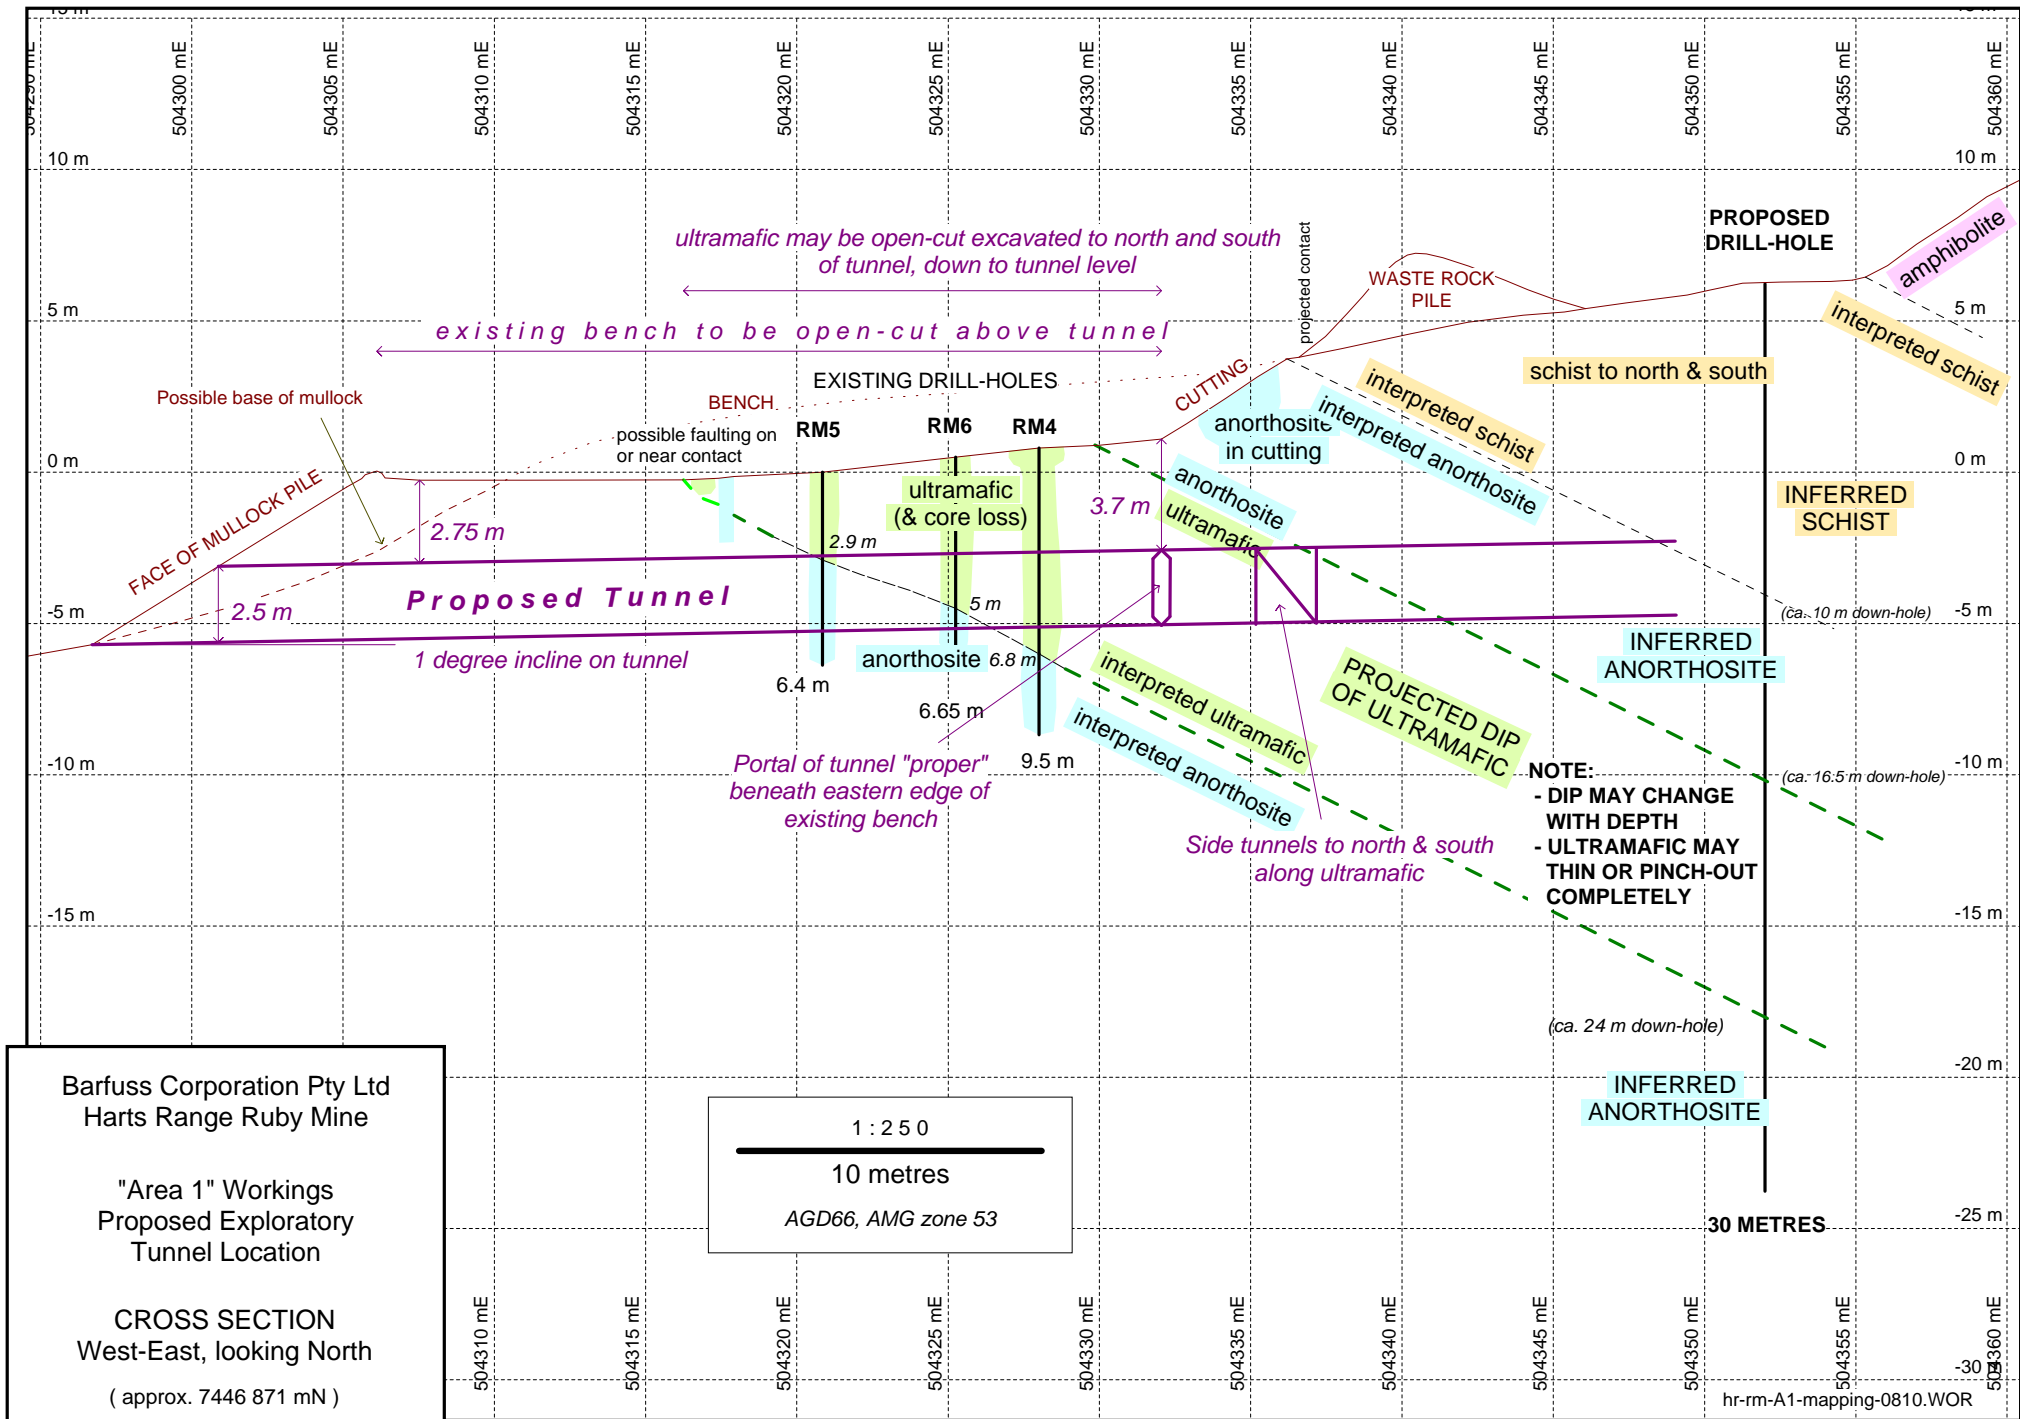 15 m
504290 mE
504300 mE
504305 mE
504310 mE
504315 mE
504320 mE
504325 mE
504330 mE
504335 mE
504340 mE
504345 mE
504350 mE
504355 mE
504360 mE
10 m
10 m
PROPOSED
DRILL-HOLE
amphibolite
ultramafic may be open-cut excavated to north and south
of tunnel, down to tunnel level
projected contact
WASTE ROCK
PILE
5 m
5 m
existing bench to be open-cut above tunnel
interpreted schist
EXISTING DRILL-HOLES
CUTTING
interpreted schist
schist to north & south
Possible base of mullock
BENCH
possible faulting on
or near contact
RM5
RM6
RM4
anorthosite
in cutting
interpreted anorthosite
0 m
0 m
FACE OF MULLOCK PILE
2.75 m
ultramafic
(& core loss)
3.7 m
anorthosite
ultramafic
INFERRED
SCHIST
2.9 m
Proposed Tunnel
2.5 m
5 m
-5 m
(ca. 10 m down-hole)
-5 m
1 degree incline on tunnel
anorthosite
6.8 m
6.4 m
6.65 m
9.5 m
interpreted ultramafic
interpreted anorthosite
PROJECTED DIP
OF ULTRAMAFIC
INFERRED
ANORTHOSITE
-10 m
-10 m
(ca. 16.5 m down-hole)
Portal of tunnel "proper"
beneath eastern edge of
existing bench
NOTE:
- DIP MAY CHANGE
WITH DEPTH
- ULTRAMAFIC MAY
THIN OR PINCH-OUT
COMPLETELY
Side tunnels to north & south
along ultramafic
-15 m
-15 m
(ca. 24 m down-hole)
-20 m
INFERRED
ANORTHOSITE
30 METRES
-25 m
-30 m
Barfuss Corporation Pty Ltd
Harts Range Ruby Mine
"Area 1" Workings
Proposed Exploratory
Tunnel Location
CROSS SECTION
West-East, looking North
( approx. 7446 871 mN )
1 : 2 5 0
10 metres
AGD66, AMG zone 53
504310 mE
504315 mE
504320 mE
504325 mE
504330 mE
504335 mE
504340 mE
504345 mE
504350 mE
504355 mE
504360 mE
hr-rm-A1-mapping-0810.WOR